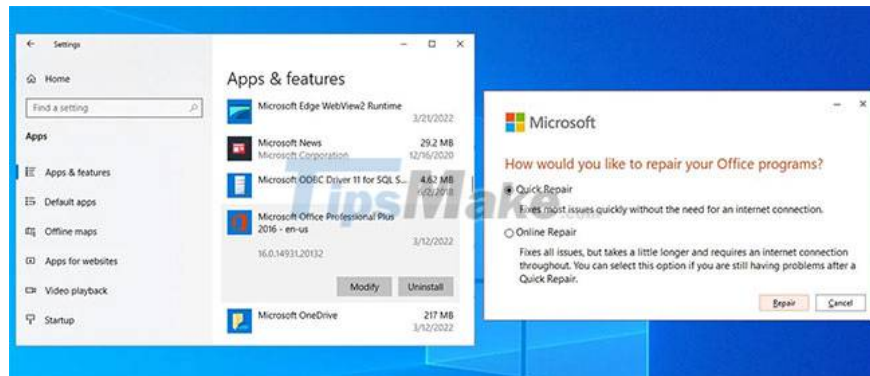 Settings
Home
Find a setting
Apps
Apps & features
Default apps
Offline maps
Apps for websites
Video playback
Startup
Apps & features
Microsoft Edge WebView2 Runtime
3/21/2022
Microsoft News 29.2 MB
Microsoft Corporation 12/16/2020
Microsoft ODBC Driver 11 for SQL S... 4.62 MB
6/2/2018
Microsoft Office Professional Plus
2016 - en-us
3/12/2022
16.0.14931.20132
Modify Uninstall
Microsoft OneDrive 217 MB
3/12/2022
Microsoft
How would you like to repair your Office programs?
Quick Repair
Fixes most issues quickly without the need for an internet connection.
Online Repair
Fixes all issues, but takes a little longer and requires an internet connection
throughout. You can select this option if you are still having problems after a
Quick Repair.
Repair Cancel
TipsMake.com